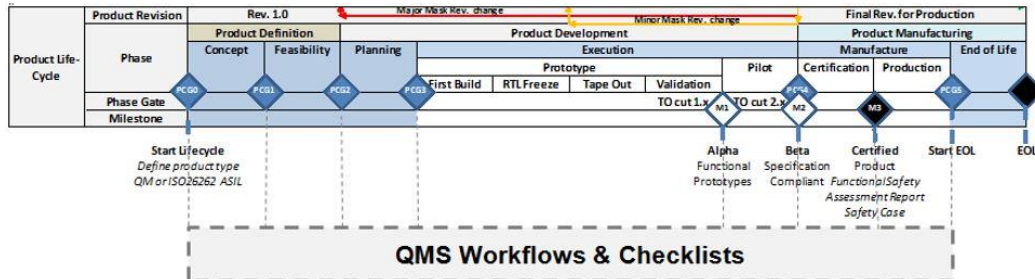 Product Life-Cycle
Product Revision
Rev. 1.0
Major Mask Rev. change
Minor Mask Rev. change
Final Rev. for Production
Phase
Product Definition
Product Development
Product Manufacturing
Concept
Feasibility
Planning
Execution
Manufacture
End of Life
Prototype
Pilot
Certification
Production
First Build
RTL Freeze
Tape Out
Validation
Phase Gate
PCG0
PCG1
PCG2
PCG3
TO cut 1.x
TO cut 2.x
PCG4
PCG5
Milestone
M1
M2
M3
Start Lifecycle
Define product type
QM or ISO26262 ASIL
Alpha
Functional
Prototypes
Beta
Specification
Compliant
Certified
Product
Functional Safety
Assessment Report
Safety Case
Start EOL
EOL
QMS Workflows & Checklists